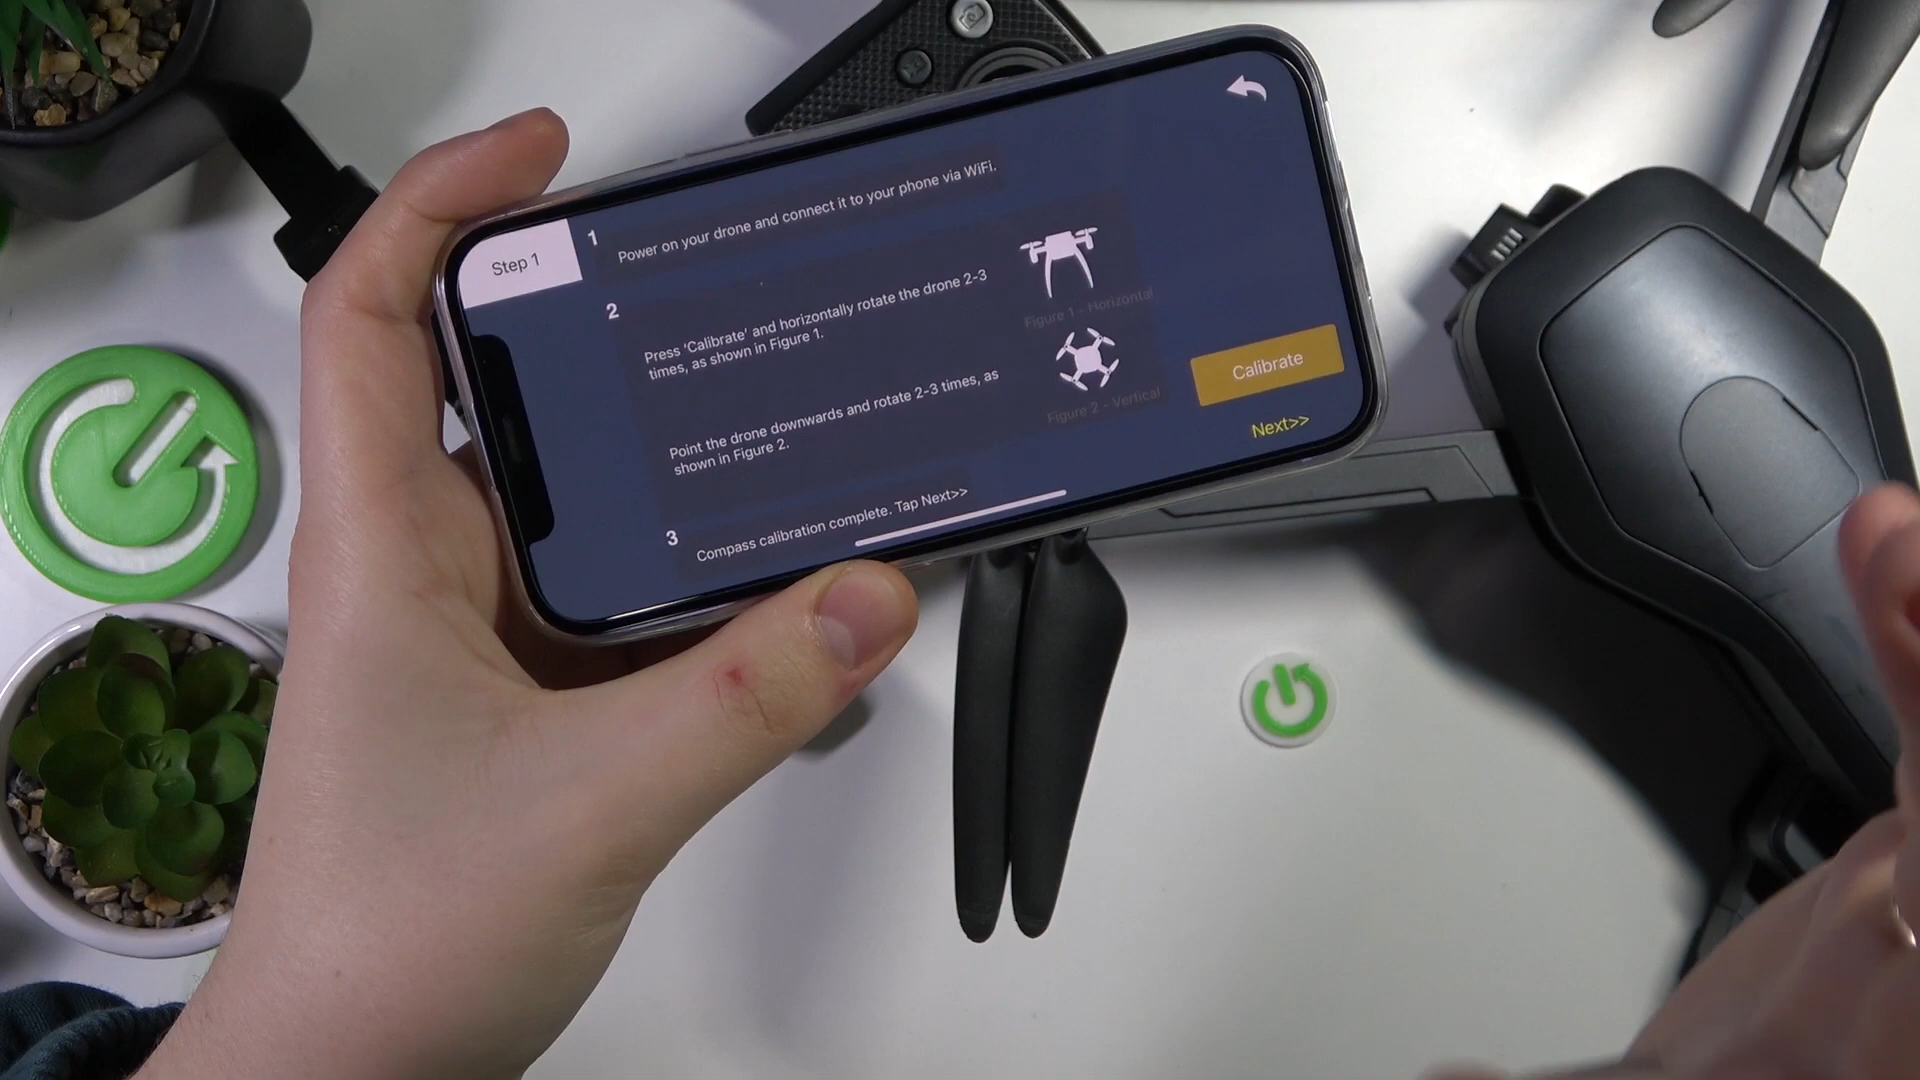 Step 1
1
Power on your drone and connect it to your phone via WiFi.
2
Press 'Calibrate' and horizontally rotate the drone 2-3
times, as shown in Figure 1.
Figure 1 - Horizontal
Point the drone downwards and rotate 2-3 times, as
shown in Figure 2.
Figure 2 - Vertical
3
Compass calibration complete. Tap Next>>
Calibrate
Next>>